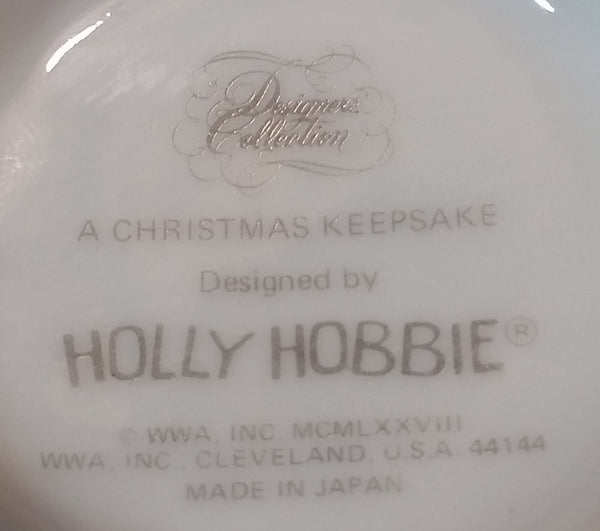 Designers'
Collection
A CHRISTMAS KEEPSAKE
Designed by
HOLLY HOBBIE®
© WWA, INC. MCMLXXVIII
WWA, INC., CLEVELAND, U.S.A. 44144
MADE IN JAPAN